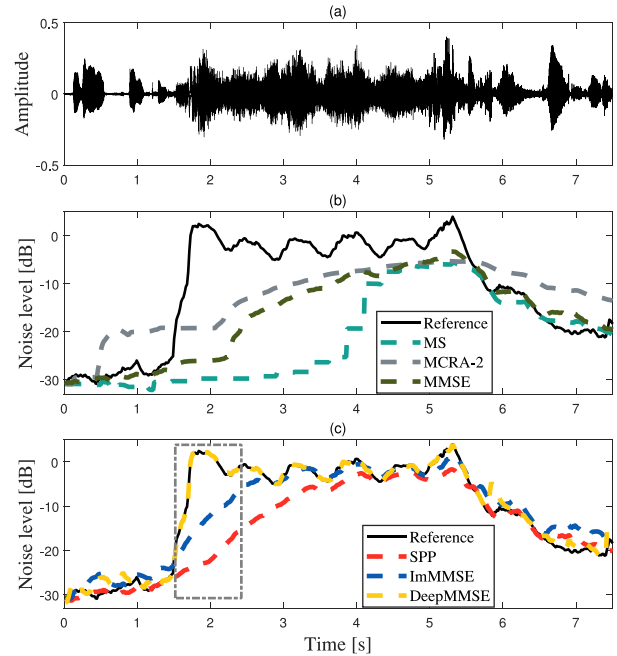 (a)
Amplitude
0.5
0
-0.5
0 1 2 3 4 5 6 7
(b)
Noise level [dB]
0
-10
-20
-30
Reference
MS
MCRA-2
MMSE
0 1 2 3 4 5 6 7
(c)
Noise level [dB]
0
-10
-20
-30
Reference
SPP
ImMMSE
DeepMMSE
0 1 2 3 4 5 6 7
Time [s]